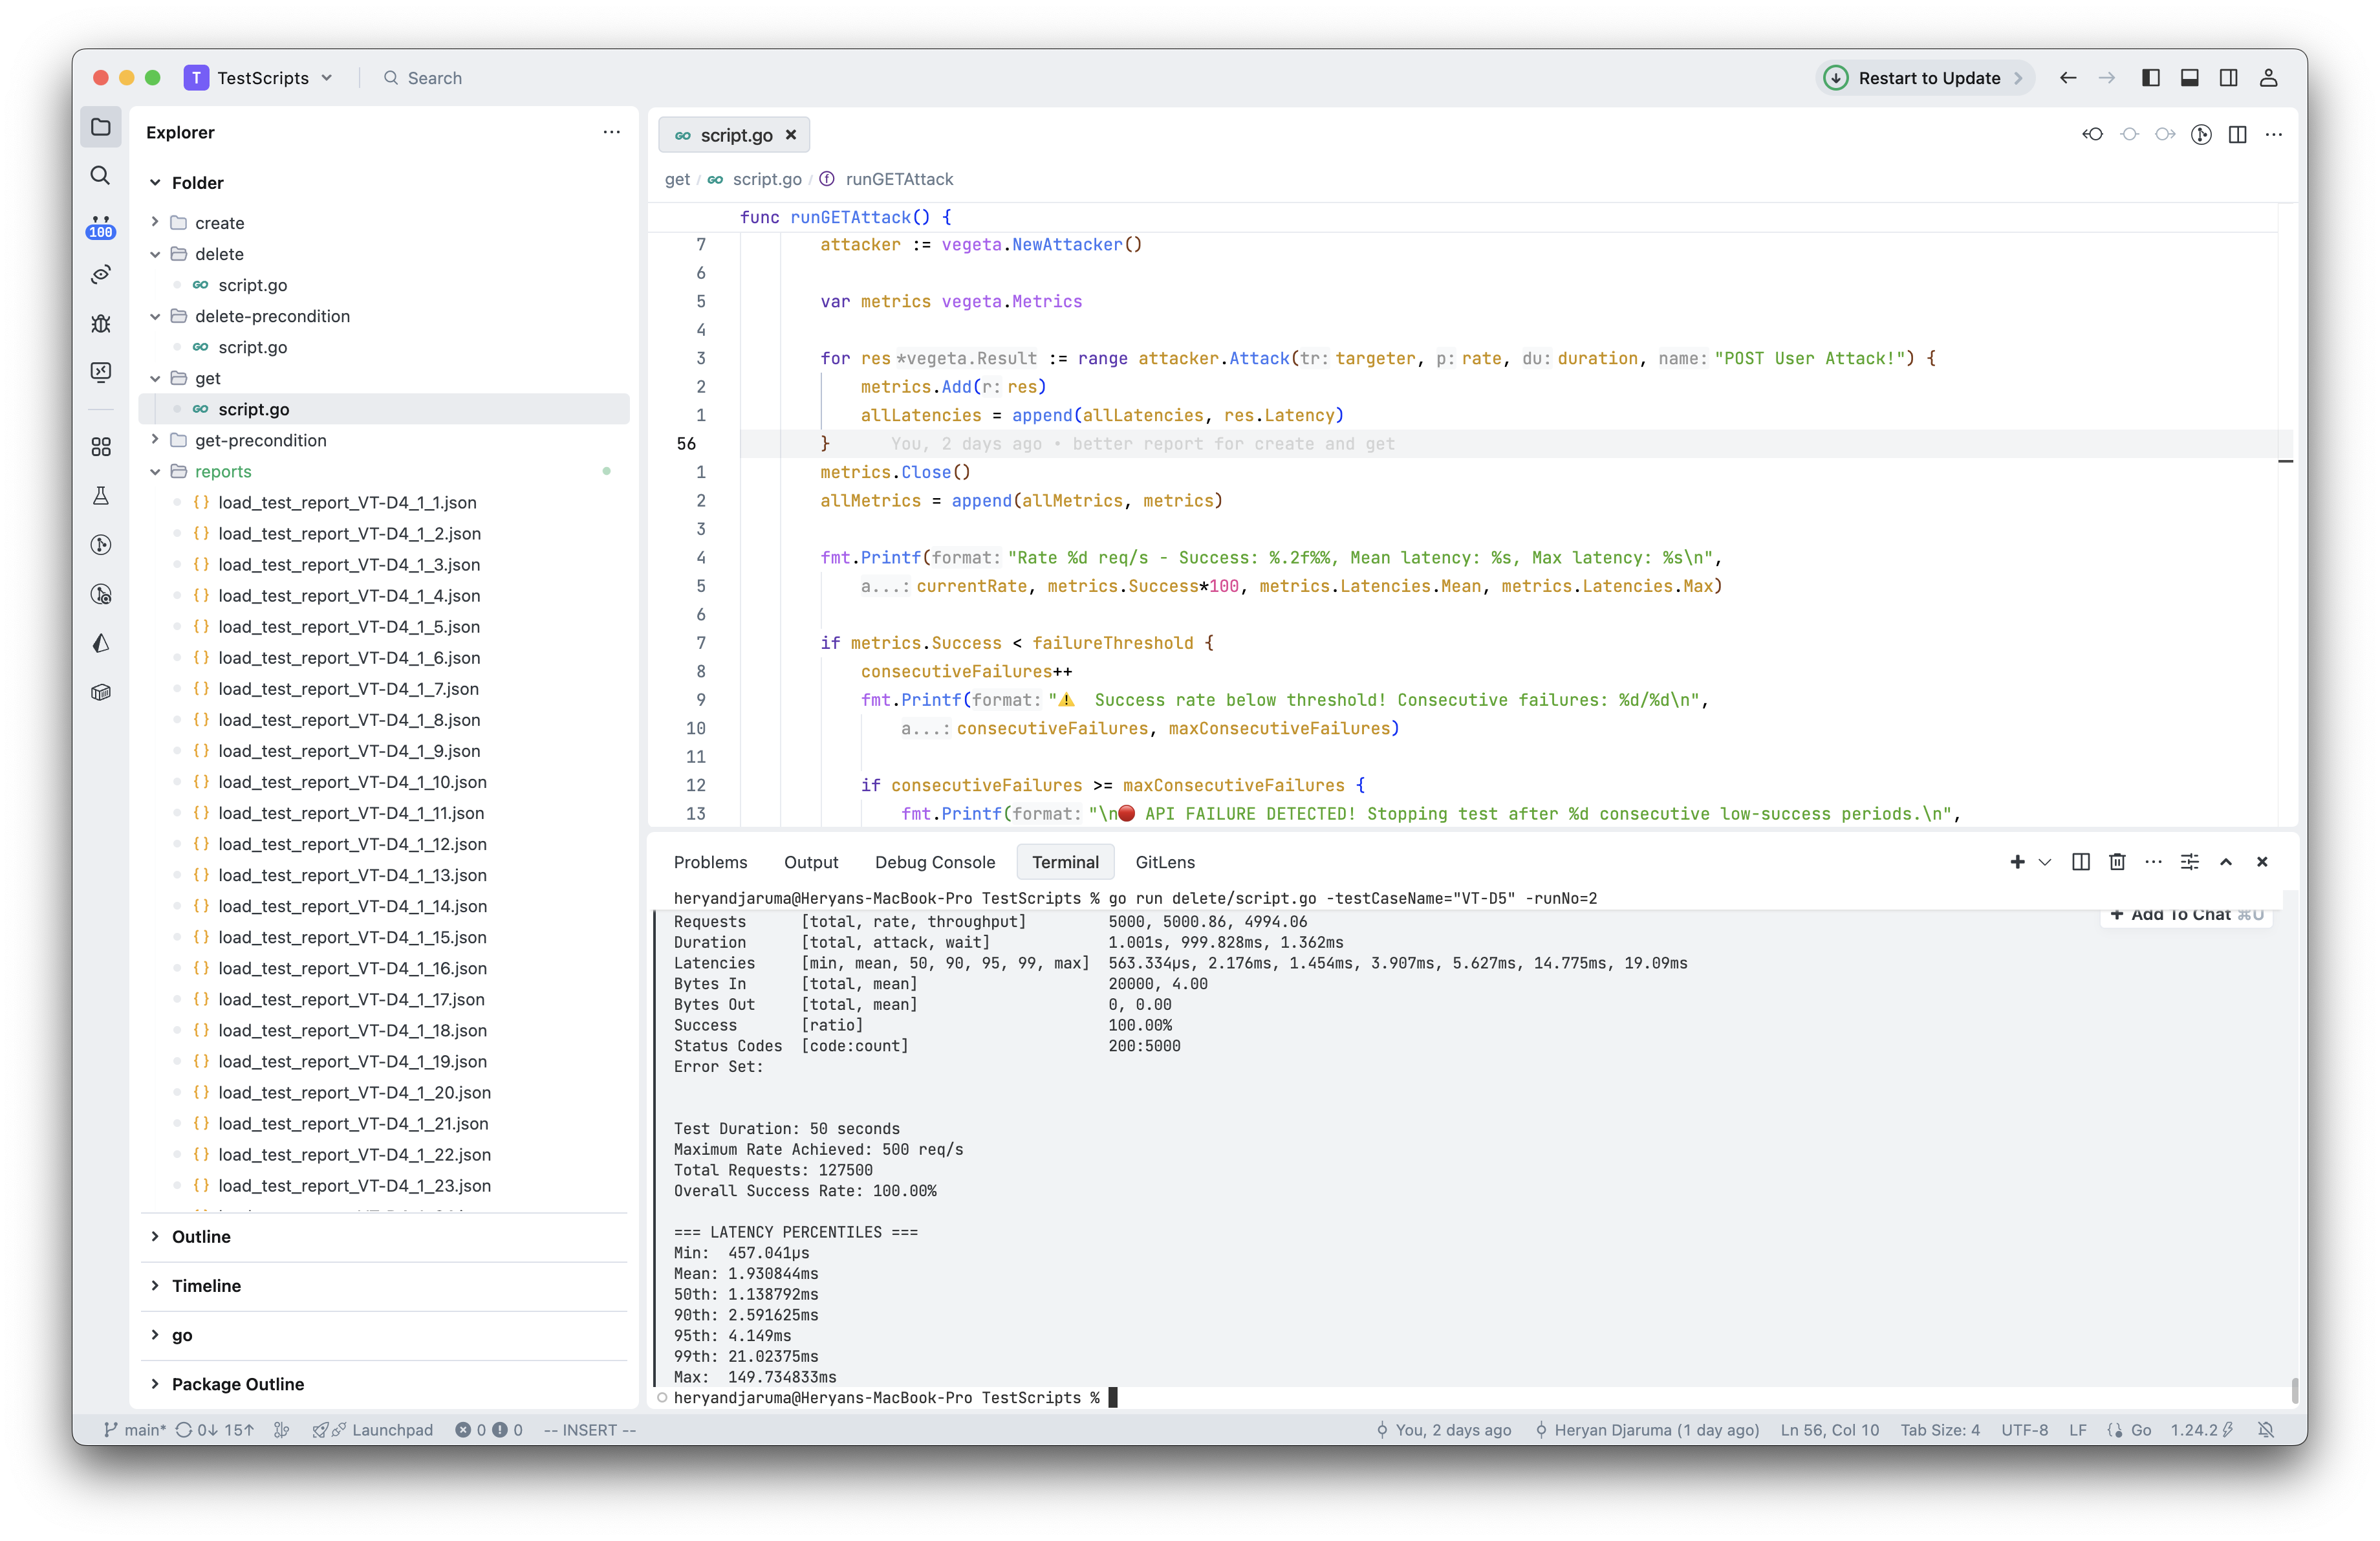 T TestScripts
Search
Restart to Update
Explorer
Folder
create
delete
script.go
delete-precondition
script.go
get
script.go
get-precondition
reports
load_test_report_VT-D4_1_1.json
load_test_report_VT-D4_1_2.json
load_test_report_VT-D4_1_3.json
load_test_report_VT-D4_1_4.json
load_test_report_VT-D4_1_5.json
load_test_report_VT-D4_1_6.json
load_test_report_VT-D4_1_7.json
load_test_report_VT-D4_1_8.json
load_test_report_VT-D4_1_9.json
load_test_report_VT-D4_1_10.json
load_test_report_VT-D4_1_11.json
load_test_report_VT-D4_1_12.json
load_test_report_VT-D4_1_13.json
load_test_report_VT-D4_1_14.json
load_test_report_VT-D4_1_15.json
load_test_report_VT-D4_1_16.json
load_test_report_VT-D4_1_17.json
load_test_report_VT-D4_1_18.json
load_test_report_VT-D4_1_19.json
load_test_report_VT-D4_1_20.json
load_test_report_VT-D4_1_21.json
load_test_report_VT-D4_1_22.json
load_test_report_VT-D4_1_23.json
Outline
Timeline
go
Package Outline
100
script.go
get / script.go / runGETAttack
func runGETAttack() {
7 attacker := vegeta.NewAttacker()
6
5 var metrics vegeta.Metrics
4
3 for res *vegeta.Result := range attacker.Attack(tr: targeter, p: rate, du: duration, name: "POST User Attack!") {
2 metrics.Add(r: res)
1 allLatencies = append(allLatencies, res.Latency)
56 } You, 2 days ago • better report for create and get
1 metrics.Close()
2 allMetrics = append(allMetrics, metrics)
3
4 fmt.Printf(format: "Rate %d req/s - Success: %.2f%%, Mean latency: %s, Max latency: %s\n",
5 a...: currentRate, metrics.Success*100, metrics.Latencies.Mean, metrics.Latencies.Max)
6
7 if metrics.Success < failureThreshold {
8 consecutiveFailures++
9 fmt.Printf(format: "⚠️ Success rate below threshold! Consecutive failures: %d/%d\n",
10 a...: consecutiveFailures, maxConsecutiveFailures)
11
12 if consecutiveFailures >= maxConsecutiveFailures {
13 fmt.Printf(format: "\n🔴 API FAILURE DETECTED! Stopping test after %d consecutive low-success periods.\n",
Problems Output Debug Console Terminal GitLens
heryandjaruma@Heryans-MacBook-Pro TestScripts % go run delete/script.go -testCaseName="VT-D5" -runNo=2
+ Add To Chat ⌘U
Requests [total, rate, throughput] 5000, 5000.86, 4994.06
Duration [total, attack, wait] 1.001s, 999.828ms, 1.362ms
Latencies [min, mean, 50, 90, 95, 99, max] 563.334µs, 2.176ms, 1.454ms, 3.907ms, 5.627ms, 14.775ms, 19.09ms
Bytes In [total, mean] 20000, 4.00
Bytes Out [total, mean] 0, 0.00
Success [ratio] 100.00%
Status Codes [code:count] 200:5000
Error Set:
Test Duration: 50 seconds
Maximum Rate Achieved: 500 req/s
Total Requests: 127500
Overall Success Rate: 100.00%
=== LATENCY PERCENTILES ===
Min: 457.041µs
Mean: 1.930844ms
50th: 1.138792ms
90th: 2.591625ms
95th: 4.149ms
99th: 21.02375ms
Max: 149.734833ms
heryandjaruma@Heryans-MacBook-Pro TestScripts %
main* 0↓ 15↑ Launchpad 0 0 -- INSERT -- You, 2 days ago Heryan Djaruma (1 day ago) Ln 56, Col 10 Tab Size: 4 UTF-8 LF Go 1.24.2